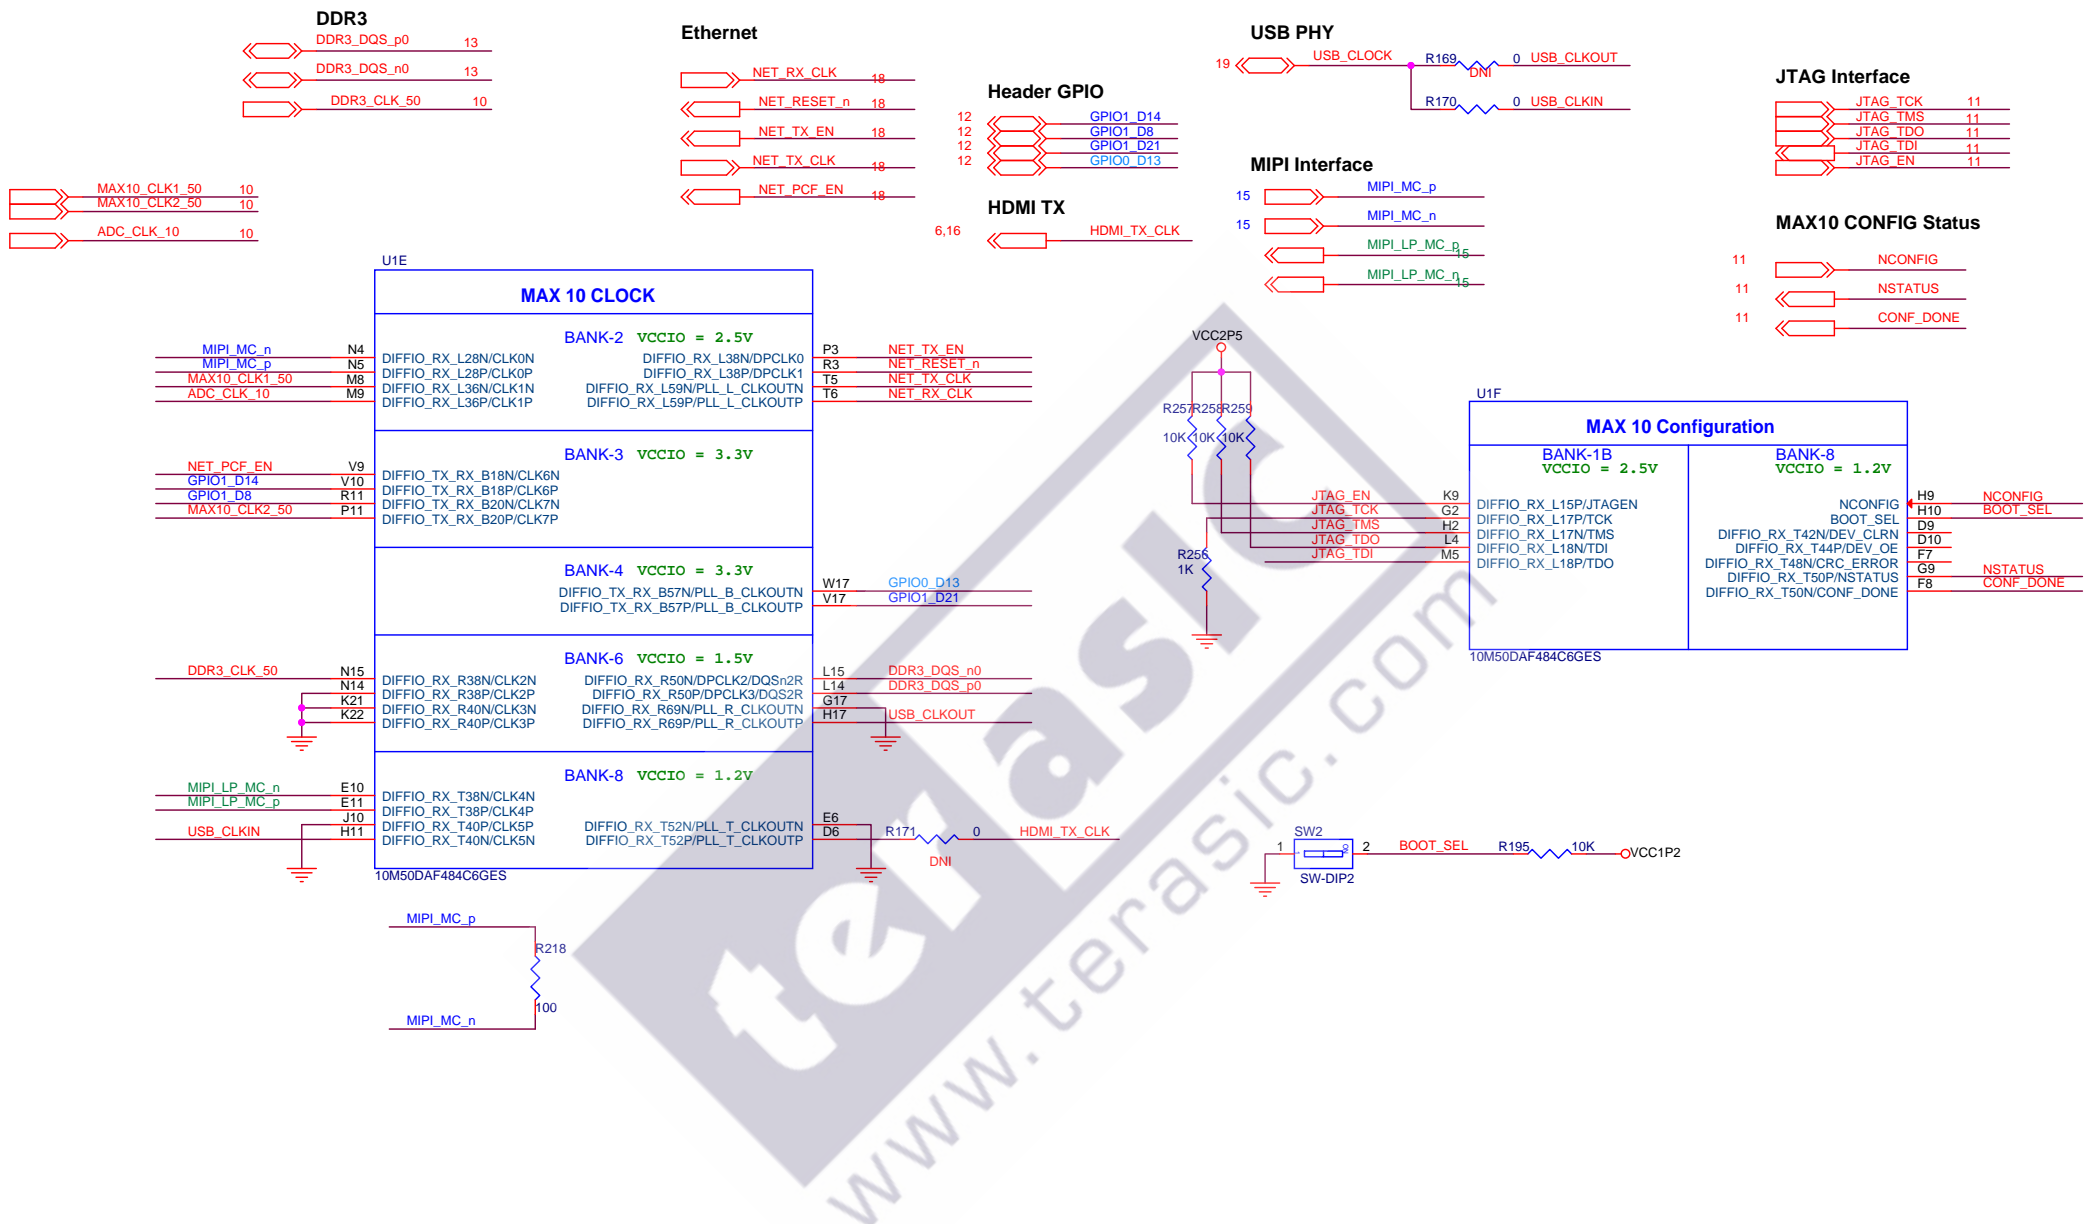 DDR3
DDR3_DQS_p0 13
DDR3_DQS_n0 13
DDR3_CLK_50 10
MAX10_CLK1_50 10
MAX10_CLK2_50 10
ADC_CLK_10 10
Ethernet
NET_RX_CLK 18
NET_RESET_n 18
NET_TX_EN 18
NET_TX_CLK 18
NET_PCF_EN 18
Header GPIO
12 GPIO1_D14
12 GPIO1_D8
12 GPIO1_D21
12 GPIO0_D13
HDMI TX
6,16 HDMI_TX_CLK
USB PHY
19 USB_CLOCK R169 0 USB_CLKOUT
DNI
R170 0 USB_CLKIN
MIPI Interface
15 MIPI_MC_p
15 MIPI_MC_n
MIPI_LP_MC_p 15
MIPI_LP_MC_n 15
JTAG Interface
JTAG_TCK 11
JTAG_TMS 11
JTAG_TDO 11
JTAG_TDI 11
JTAG_EN 11
MAX10 CONFIG Status
11 NCONFIG
11 NSTATUS
11 CONF_DONE
U1E
MAX 10 CLOCK
BANK-2 VCCIO = 2.5V
MIPI_MC_n N4 DIFFIO_RX_L28N/CLK0N DIFFIO_RX_L38N/DPCLK0 P3 NET_TX_EN
MIPI_MC_p N5 DIFFIO_RX_L28P/CLK0P DIFFIO_RX_L38P/DPCLK1 R3 NET_RESET_n
MAX10_CLK1_50 M8 DIFFIO_RX_L36N/CLK1N DIFFIO_RX_L59N/PLL_L_CLKOUTN T5 NET_TX_CLK
ADC_CLK_10 M9 DIFFIO_RX_L36P/CLK1P DIFFIO_RX_L59P/PLL_L_CLKOUTP T6 NET_RX_CLK
BANK-3 VCCIO = 3.3V
NET_PCF_EN V9 DIFFIO_TX_RX_B18N/CLK6N
GPIO1_D14 V10 DIFFIO_TX_RX_B18P/CLK6P
GPIO1_D8 R11 DIFFIO_TX_RX_B20N/CLK7N
MAX10_CLK2_50 P11 DIFFIO_TX_RX_B20P/CLK7P
BANK-4 VCCIO = 3.3V
DIFFIO_TX_RX_B57N/PLL_B_CLKOUTN W17 GPIO0_D13
DIFFIO_TX_RX_B57P/PLL_B_CLKOUTP V17 GPIO1_D21
BANK-6 VCCIO = 1.5V
DDR3_CLK_50 N15 DIFFIO_RX_R38N/CLK2N DIFFIO_RX_R50N/DPCLK2/DQSn2R L15 DDR3_DQS_n0
N14 DIFFIO_RX_R38P/CLK2P DIFFIO_RX_R50P/DPCLK3/DQS2R L14 DDR3_DQS_p0
K21 DIFFIO_RX_R40N/CLK3N DIFFIO_RX_R69N/PLL_R_CLKOUTN G17
K22 DIFFIO_RX_R40P/CLK3P DIFFIO_RX_R69P/PLL_R_CLKOUTP H17 USB_CLKOUT
BANK-8 VCCIO = 1.2V
MIPI_LP_MC_n E10 DIFFIO_RX_T38N/CLK4N
MIPI_LP_MC_p E11 DIFFIO_RX_T38P/CLK4P
J10 DIFFIO_RX_T40P/CLK5P DIFFIO_RX_T52N/PLL_T_CLKOUTN E6
USB_CLKIN H11 DIFFIO_RX_T40N/CLK5N DIFFIO_RX_T52P/PLL_T_CLKOUTP D6 R171 0 HDMI_TX_CLK
DNI
10M50DAF484C6GES
MIPI_MC_p
R218
100
MIPI_MC_n
VCC2P5
R257 R258 R259
10K 10K 10K
R256
1K
U1F
MAX 10 Configuration
BANK-1B BANK-8
VCCIO = 2.5V VCCIO = 1.2V
JTAG_EN K9 DIFFIO_RX_L15P/JTAGEN NCONFIG H9 NCONFIG
JTAG_TCK G2 DIFFIO_RX_L17P/TCK BOOT_SEL H10 BOOT_SEL
JTAG_TMS H2 DIFFIO_RX_L17N/TMS DIFFIO_RX_T42N/DEV_CLRN D9
JTAG_TDO L4 DIFFIO_RX_L18N/TDI DIFFIO_RX_T44P/DEV_OE D10
JTAG_TDI M5 DIFFIO_RX_L18P/TDO DIFFIO_RX_T48N/CRC_ERROR F7
DIFFIO_RX_T50P/NSTATUS G9 NSTATUS
DIFFIO_RX_T50N/CONF_DONE F8 CONF_DONE
10M50DAF484C6GES
SW2
1 2 BOOT_SEL R195 10K VCC1P2
SW-DIP2
terasic
www.terasic.com